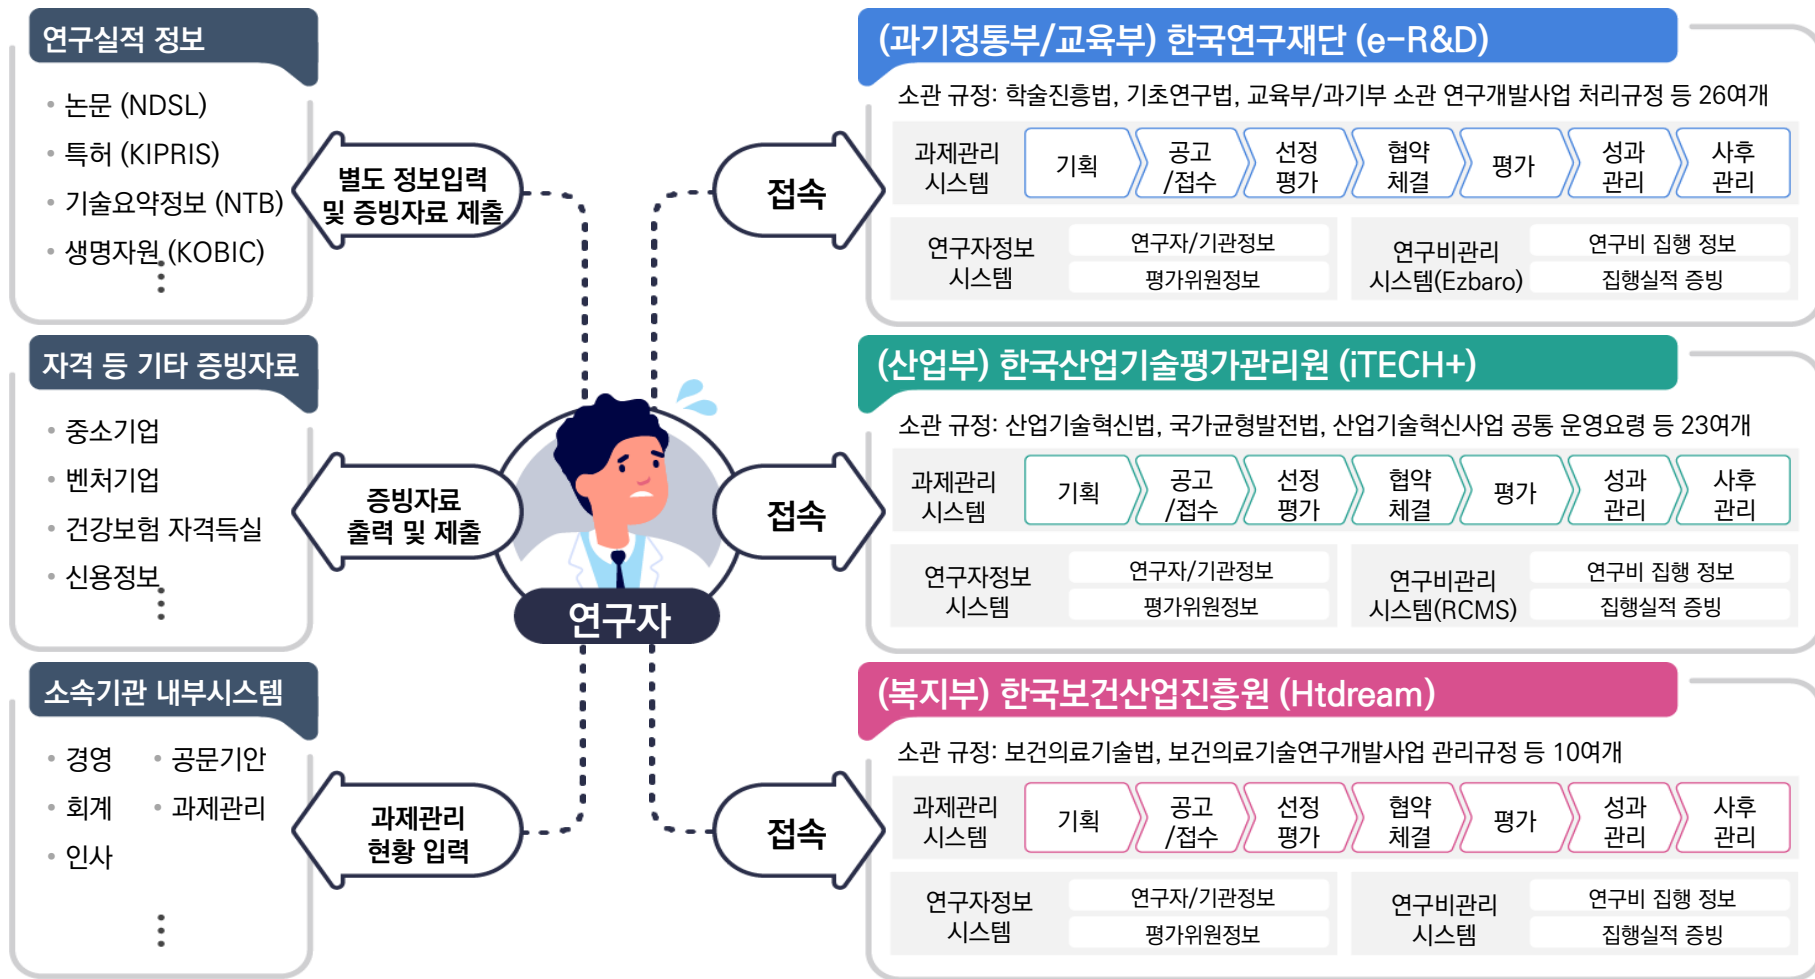 연구실적 정보
• 논문 (NDSL)
• 특허 (KIPRIS)
• 기술요약정보 (NTB)
• 생명자원 (KOBIC)
별도 정보입력
및 증빙자료 제출
자격 등 기타 증빙자료
• 중소기업
• 벤처기업
• 건강보험 자격득실
• 신용정보
증빙자료
출력 및 제출
소속기관 내부시스템
• 경영
• 회계
• 인사
• 공문기안
• 과제관리
과제관리
현황 입력
연구자
접속
(과기정통부/교육부) 한국연구재단 (e-R&D)
소관 규정: 학술진흥법, 기초연구법, 교육부/과기부 소관 연구개발사업 처리규정 등 26여개
과제관리
시스템
기획
공고
/접수
선정
평가
협약
체결
평가
성과
관리
사후
관리
연구자정보
시스템
연구자/기관정보
평가위원정보
연구비관리
시스템(Ezbaro)
연구비 집행 정보
집행실적 증빙
접속
(산업부) 한국산업기술평가관리원 (iTECH+)
소관 규정: 산업기술혁신법, 국가균형발전법, 산업기술혁신사업 공통 운영요령 등 23여개
과제관리
시스템
기획
공고
/접수
선정
평가
협약
체결
평가
성과
관리
사후
관리
연구자정보
시스템
연구자/기관정보
평가위원정보
연구비관리
시스템(RCMS)
연구비 집행 정보
집행실적 증빙
접속
(복지부) 한국보건산업진흥원 (Htdream)
소관 규정: 보건의료기술법, 보건의료기술연구개발사업 관리규정 등 10여개
과제관리
시스템
기획
공고
/접수
선정
평가
협약
체결
평가
성과
관리
사후
관리
연구자정보
시스템
연구자/기관정보
평가위원정보
연구비관리
시스템
연구비 집행 정보
집행실적 증빙